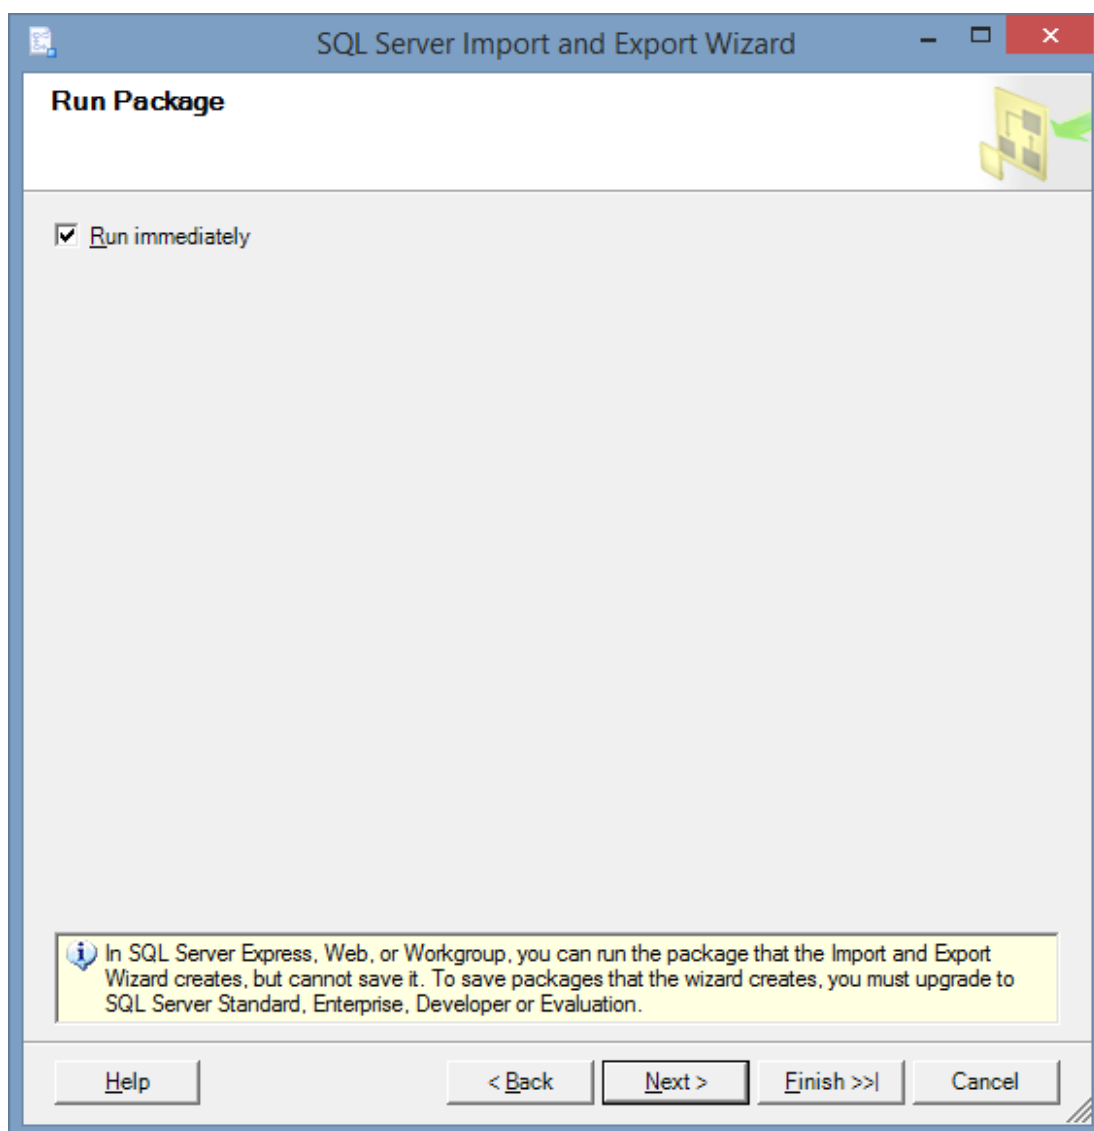 SQL Server Import and Export Wizard
Run Package
Run immediately
In SQL Server Express, Web, or Workgroup, you can run the package that the Import and Export
Wizard creates, but cannot save it. To save packages that the wizard creates, you must upgrade to
SQL Server Standard, Enterprise, Developer or Evaluation.
Help
< Back
Next >
Finish >>|
Cancel